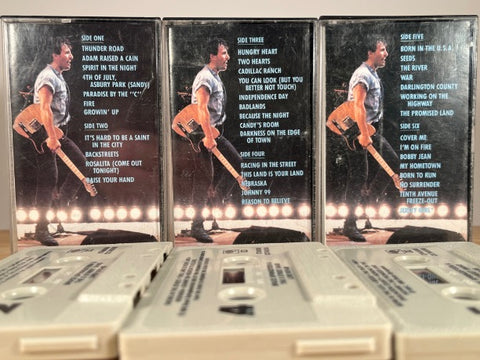 SIDE ONE
THUNDER ROAD
ADAM RAISED A CAIN
SPIRIT IN THE NIGHT
4TH OF JULY,
ASBURY PARK (SANDY)
PARADISE BY THE "C"
FIRE
GROWIN' UP
SIDE TWO
IT'S HARD TO BE A SAINT
IN THE CITY
BACKSTREETS
ROSALITA (COME OUT
TONIGHT)
RAISE YOUR HAND
SIDE THREE
HUNGRY HEART
TWO HEARTS
CADILLAC RANCH
YOU CAN LOOK (BUT YOU
BETTER NOT TOUCH)
INDEPENDENCE DAY
BADLANDS
BECAUSE THE NIGHT
CANDY'S ROOM
DARKNESS ON THE EDGE
OF TOWN
SIDE FOUR
RACING IN THE STREET
THIS LAND IS YOUR LAND
NEBRASKA
JOHNNY 99
REASON TO BELIEVE
SIDE FIVE
BORN IN THE U.S.A.
SEEDS
THE RIVER
WAR
DARLINGTON COUNTY
WORKING ON THE
HIGHWAY
THE PROMISED LAND
SIDE SIX
COVER ME
I'M ON FIRE
BOBBY JEAN
MY HOMETOWN
BORN TO RUN
NO SURRENDER
TENTH AVENUE
FREEZE-OUT
JERSEY GIRL